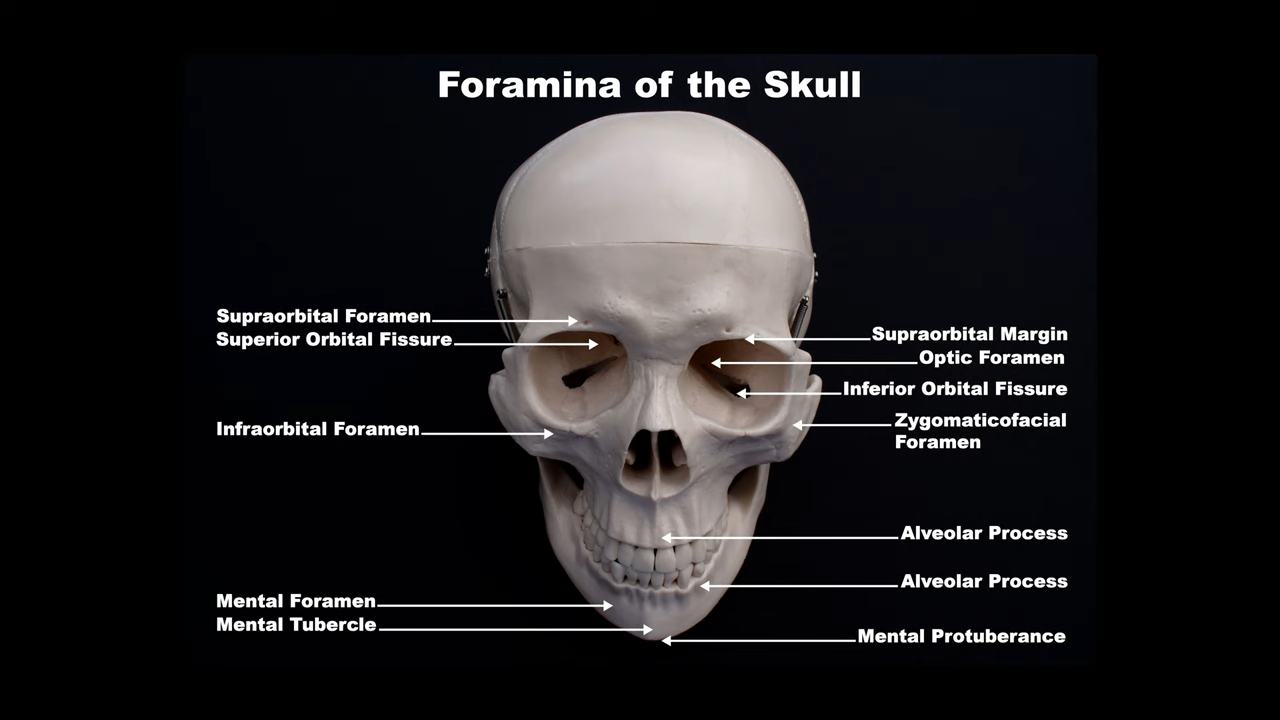 Foramina of the Skull
Supraorbital Foramen
Superior Orbital Fissure
Infraorbital Foramen
Mental Foramen
Mental Tubercle
Supraorbital Margin
Optic Foramen
Inferior Orbital Fissure
Zygomaticofacial
Foramen
Alveolar Process
Alveolar Process
Mental Protuberance